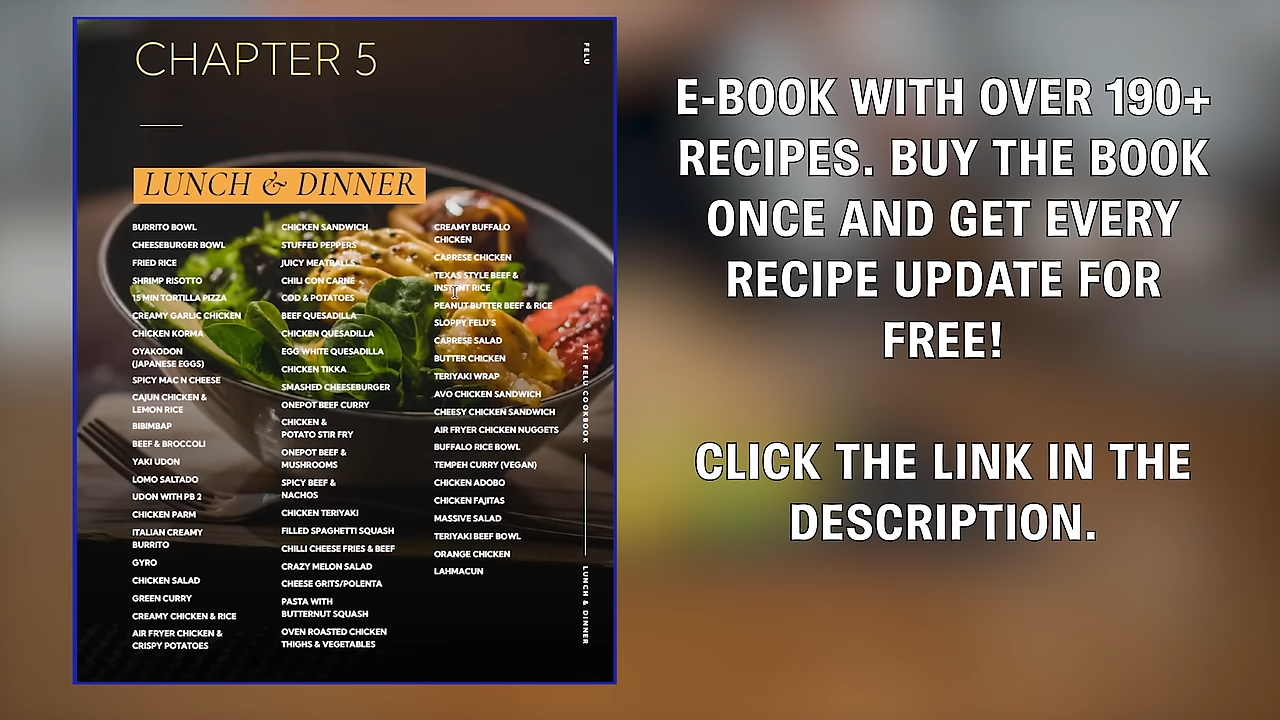 CHAPTER 5
FELU
LUNCH & DINNER
BURRITO BOWL
CHEESEBURGER BOWL
FRIED RICE
SHRIMP RISOTTO
15 MIN TORTILLA PIZZA
CREAMY GARLIC CHICKEN
CHICKEN KORMA
OYAKODON
(JAPANESE EGGS)
SPICY MAC N CHEESE
CAJUN CHICKEN &
LEMON RICE
BIBIMBAP
BEEF & BROCCOLI
YAKI UDON
LOMO SALTADO
UDON WITH PB 2
CHICKEN PARM
ITALIAN CREAMY
BURRITO
GYRO
CHICKEN SALAD
GREEN CURRY
CREAMY CHICKEN & RICE
AIR FRYER CHICKEN &
CRISPY POTATOES
CHICKEN SANDWICH
STUFFED PEPPERS
JUICY MEATBALLS
CHILI CON CARNE
COD & POTATOES
BEEF QUESADILLA
CHICKEN QUESADILLA
EGG WHITE QUESADILLA
CHICKEN TIKKA
SMASHED CHEESEBURGER
ONEPOT BEEF CURRY
CHICKEN &
POTATO STIR FRY
ONEPOT BEEF &
MUSHROOMS
SPICY BEEF &
NACHOS
CHICKEN TERIYAKI
FILLED SPAGHETTI SQUASH
CHILLI CHEESE FRIES & BEEF
CRAZY MELON SALAD
CHEESE GRITS/POLENTA
PASTA WITH
BUTTERNUT SQUASH
OVEN ROASTED CHICKEN
THIGHS & VEGETABLES
CREAMY BUFFALO
CHICKEN
CAPRESE CHICKEN
TEXAS STYLE BEEF &
INSTANT RICE
PEANUT BUTTER BEEF & RICE
SLOPPY FELU'S
CAPRESE SALAD
BUTTER CHICKEN
TERIYAKI WRAP
AVO CHICKEN SANDWICH
CHEESY CHICKEN SANDWICH
AIR FRYER CHICKEN NUGGETS
BUFFALO RICE BOWL
TEMPEH CURRY (VEGAN)
CHICKEN ADOBO
CHICKEN FAJITAS
MASSIVE SALAD
TERIYAKI BEEF BOWL
ORANGE CHICKEN
LAHMACUN
THE FELU COOKBOOK
LUNCH & DINNER
E-BOOK WITH OVER 190+
RECIPES. BUY THE BOOK
ONCE AND GET EVERY
RECIPE UPDATE FOR
FREE!
CLICK THE LINK IN THE
DESCRIPTION.